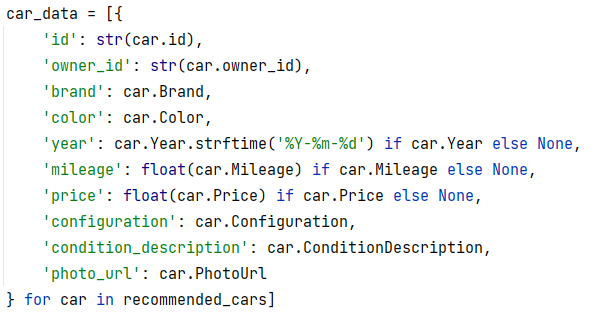 car_data = [{
    'id': str(car.id),
    'owner_id': str(car.owner_id),
    'brand': car.Brand,
    'color': car.Color,
    'year': car.Year.strftime('%Y-%m-%d') if car.Year else None,
    'mileage': float(car.Mileage) if car.Mileage else None,
    'price': float(car.Price) if car.Price else None,
    'configuration': car.Configuration,
    'condition_description': car.ConditionDescription,
    'photo_url': car.PhotoUrl
} for car in recommended_cars]